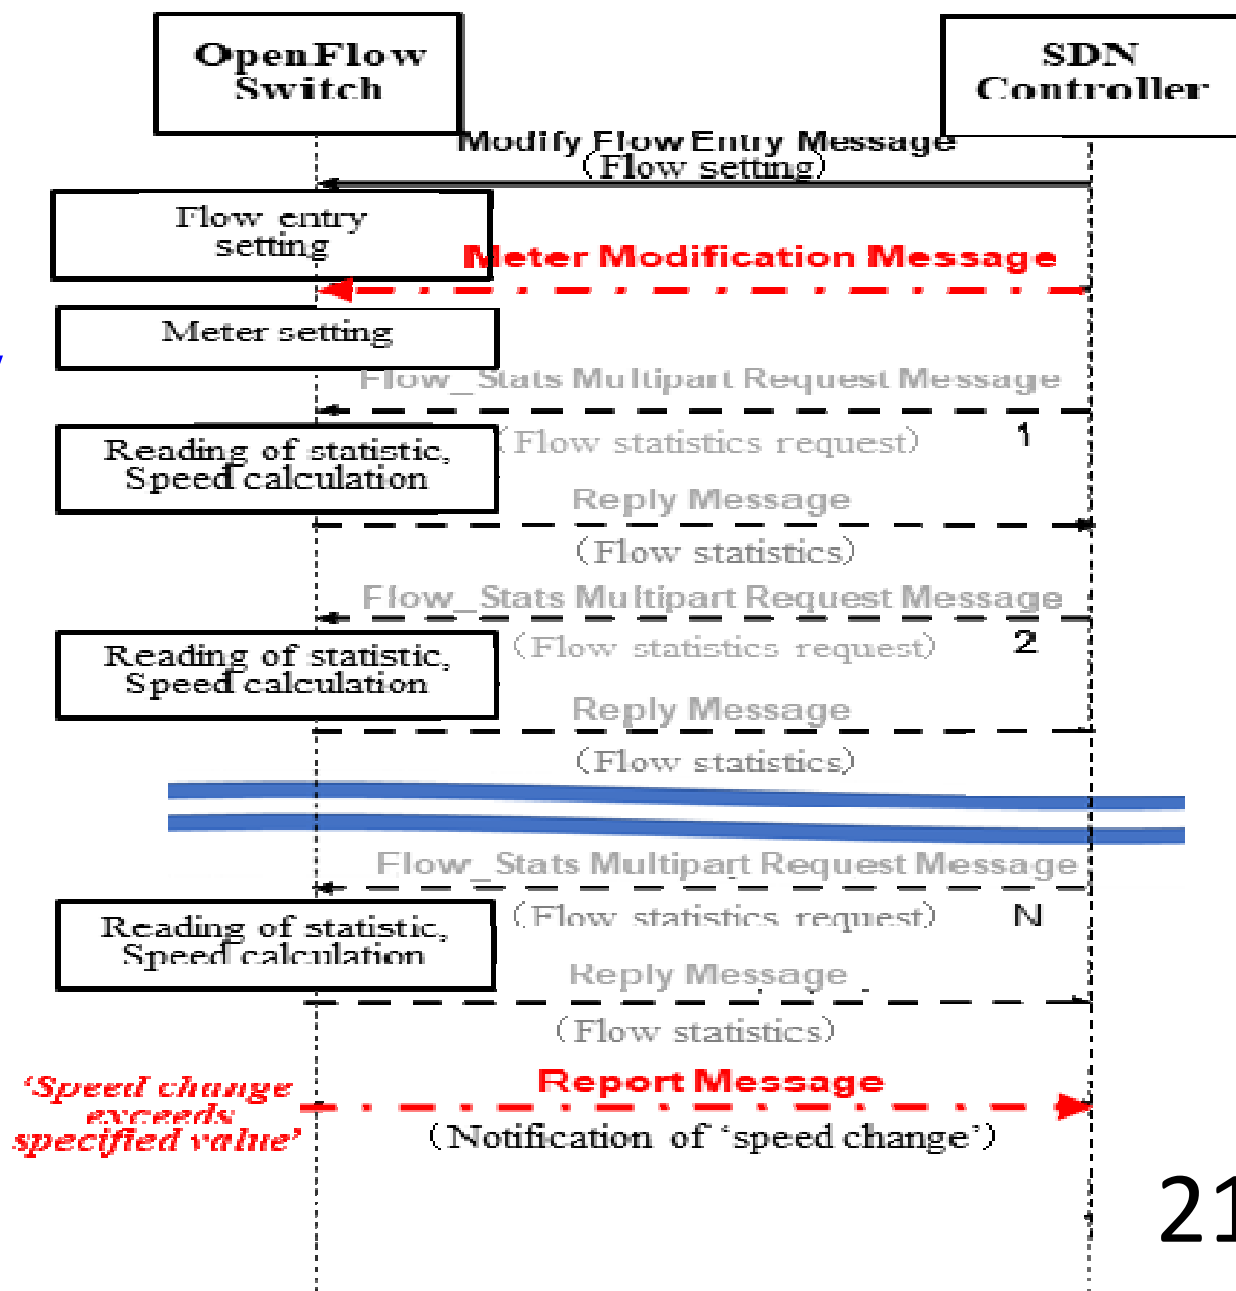 OpenFlow
Switch
SDN
Controller
Modify Flow Entry Message
(Flow setting)
Flow entry
setting
Meter Modification Message
Meter setting
Flow_Stats Multipart Request Message
(Flow statistics request)
1
Reading of statistic,
Speed calculation
Reply Message
(Flow statistics)
Flow_Stats Multipart Request Message
(Flow statistics request)
2
Reading of statistic,
Speed calculation
Reply Message
(Flow statistics)
Flow_Stats Multipart Request Message
(Flow statistics request)
N
Reading of statistic,
Speed calculation
Reply Message
(Flow statistics)
‘Speed change
exceeds
specified value’
Report Message
(Notification of ‘speed change’)
21